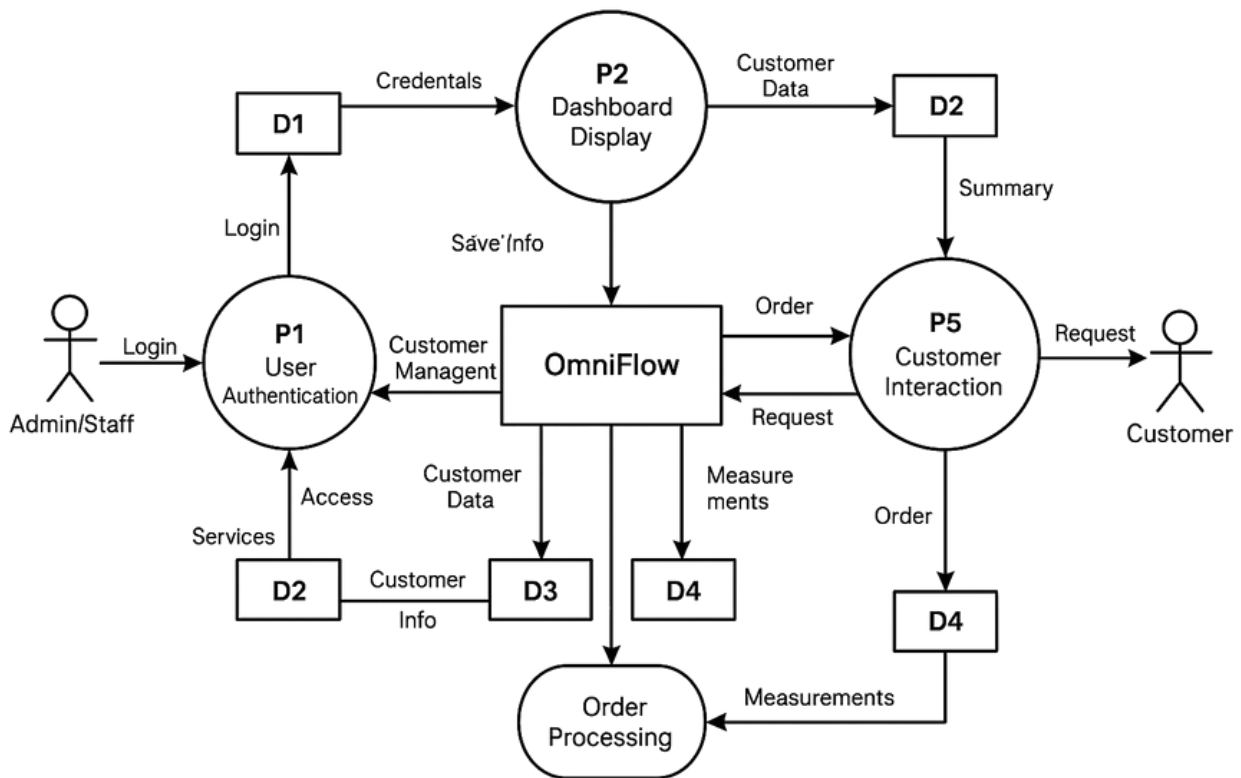 P2
Dashboard
Display
Credentals
Customer
Data
D1
D2
Summary
Login
Save'Info
P1
User
Authentication
Login
Admin/Staff
Customer
Managent
OmniFlow
Order
Request
P5
Customer
Interaction
Request
Customer
Access
Services
D2
Customer
Info
Customer
Data
D3
Measure
ments
D4
Order
D4
Order
Processing
Measurements